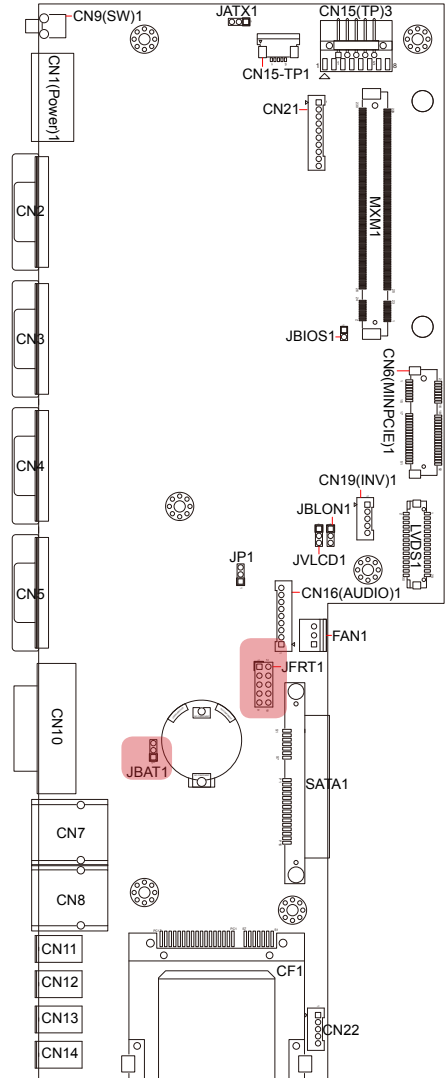 CN9(SW)1
JATX1
CN15(TP)3
CN15-TP1
1
8
CN1(Power)1
CN21
MXM1
CN2
CN3
JBIOS1
CN6(MINPCIE)1
CN4
CN19(INV)1
JBLON1
JVLCD1
LVDS1
JP1
CN16(AUDIO)1
CN5
FAN1
JFRT1
CN10
JBAT1
SATA1
CN7
CN8
CN11
CF1
CN12
CN13
CN22
CN14